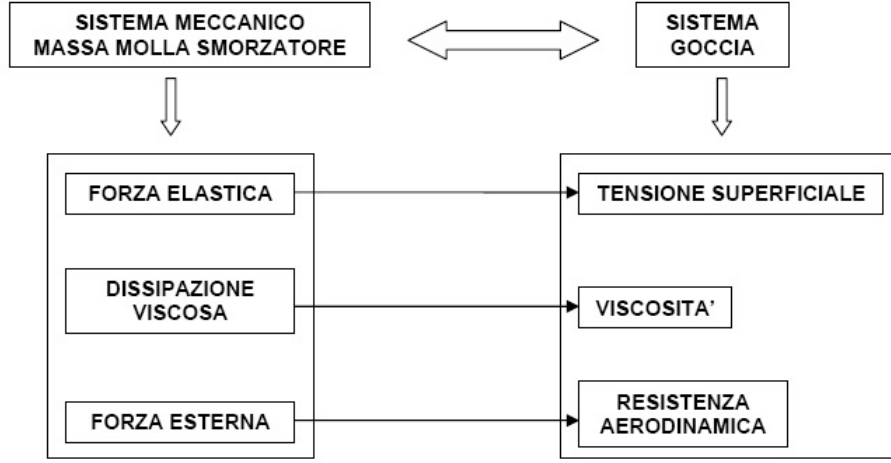 SISTEMA MECCANICO
MASSA MOLLA SMORZATORE
SISTEMA
GOCCIA
FORZA ELASTICA
TENSIONE SUPERFICIALE
DISSIPAZIONE
VISCOSA
VISCOSITA'
FORZA ESTERNA
RESISTENZA
AERODINAMICA